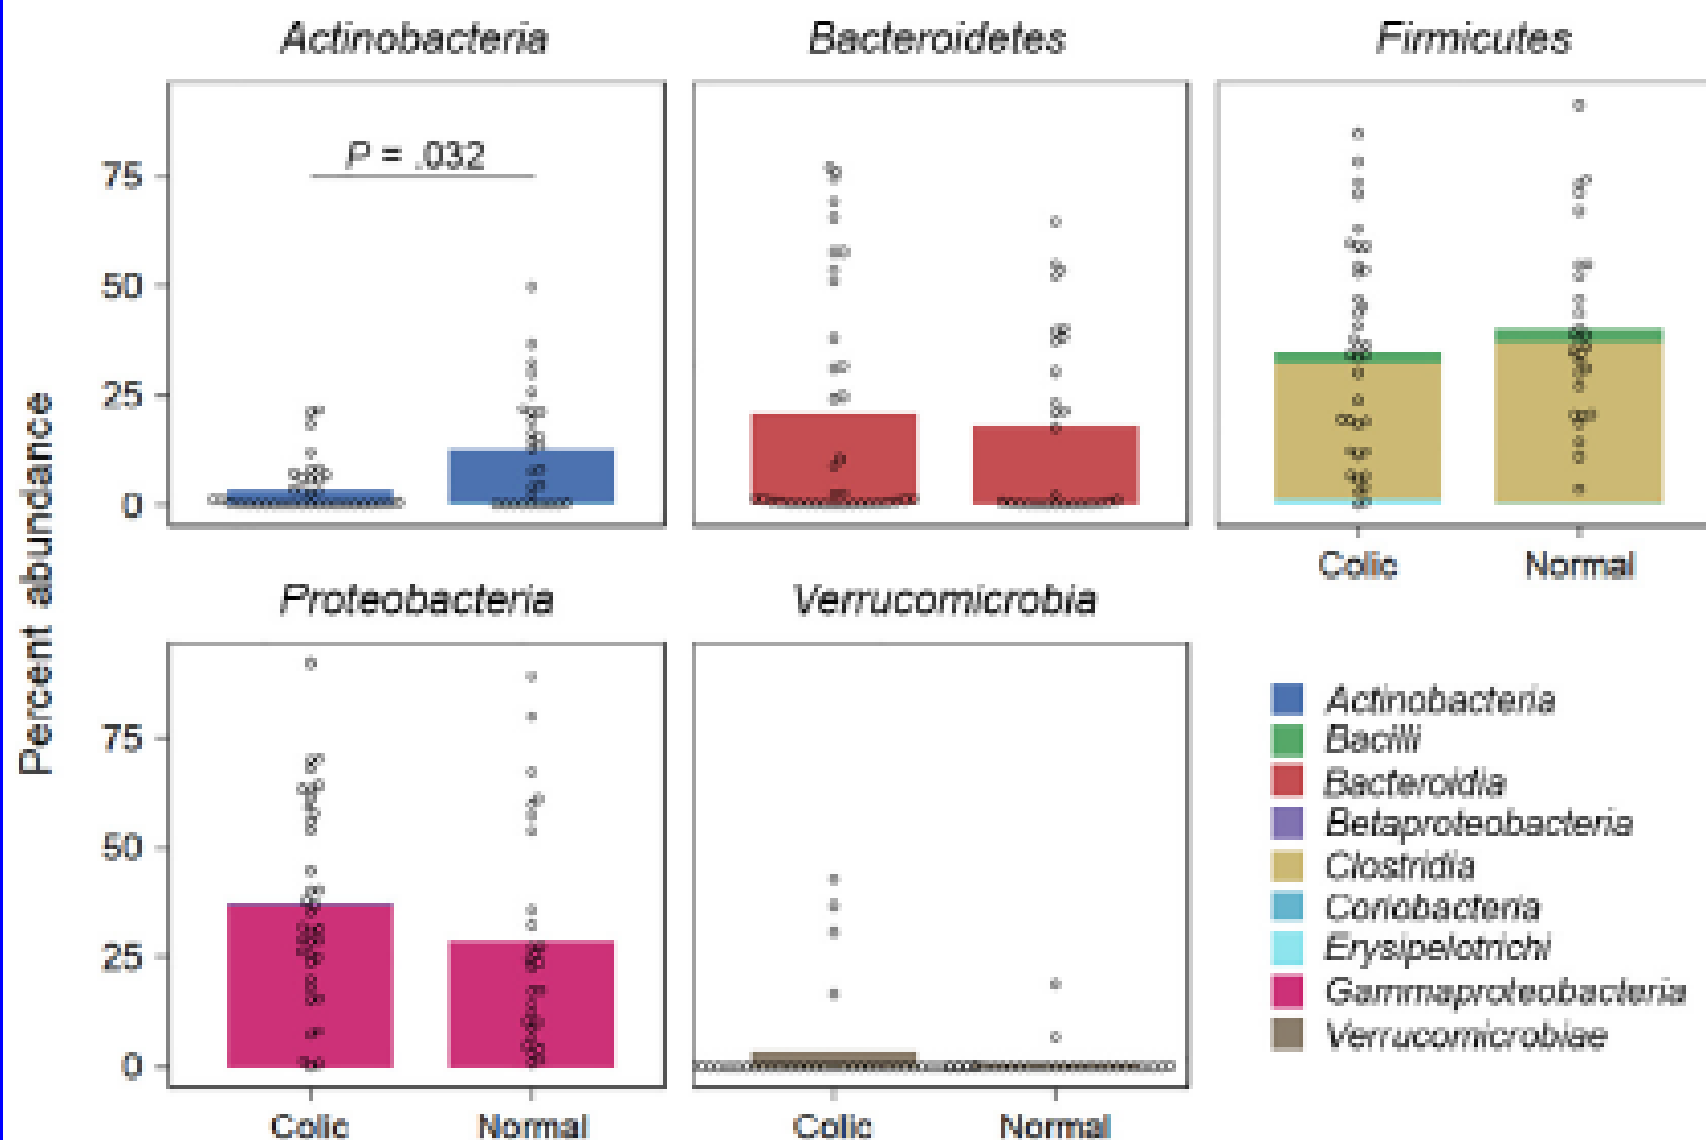 Actinobacteria
Bacteroidetes
Firmicutes
P = .032
75
50
25
0
Colic
Normal
Percent abundance
Proteobacteria
Verrucomicrobia
75
50
25
0
Colic
Normal
Colic
Normal
Actinobacteria
Bacilli
Bacteroidia
Betaproteobacteria
Clostridia
Coriobacteria
Erysipelotrichi
Gammaproteobacteria
Verrucomicrobiae